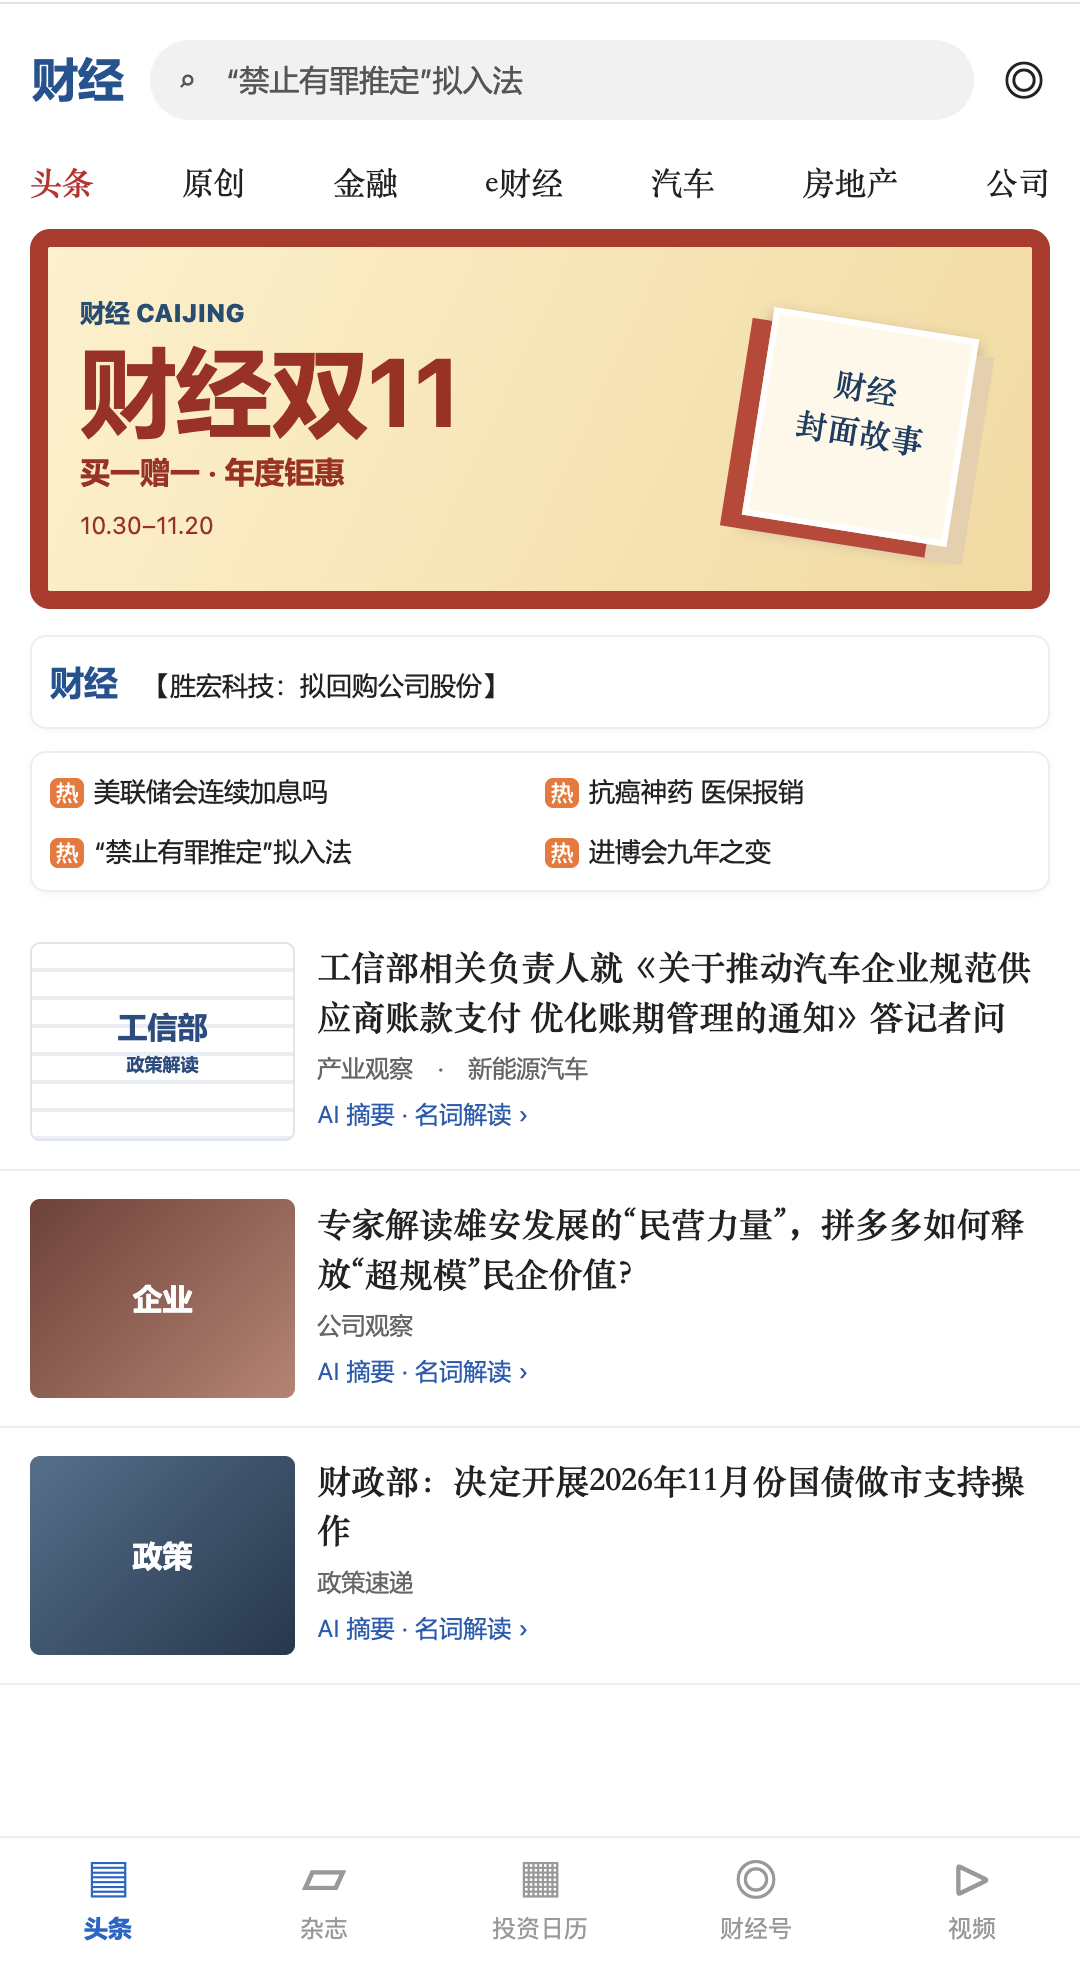 财经
“禁止有罪推定”拟入法
头条 原创 金融 e财经 汽车 房地产 公司
财经 CAIJING
财经双11
买一赠一 · 年度钜惠
10.30–11.20
财经
封面故事
财经 【胜宏科技：拟回购公司股份】
热 美联储会连续加息吗
热 抗癌神药 医保报销
热 “禁止有罪推定”拟入法
热 进博会九年之变
工信部
政策解读
工信部相关负责人就《关于推动汽车企业规范供
应商账款支付 优化账期管理的通知》答记者问
产业观察 · 新能源汽车
AI 摘要 · 名词解读 ›
企业
专家解读雄安发展的“民营力量”，拼多多如何释
放“超规模”民企价值？
公司观察
AI 摘要 · 名词解读 ›
政策
财政部：决定开展2026年11月份国债做市支持操
作
政策速递
AI 摘要 · 名词解读 ›
头条 杂志 投资日历 财经号 视频